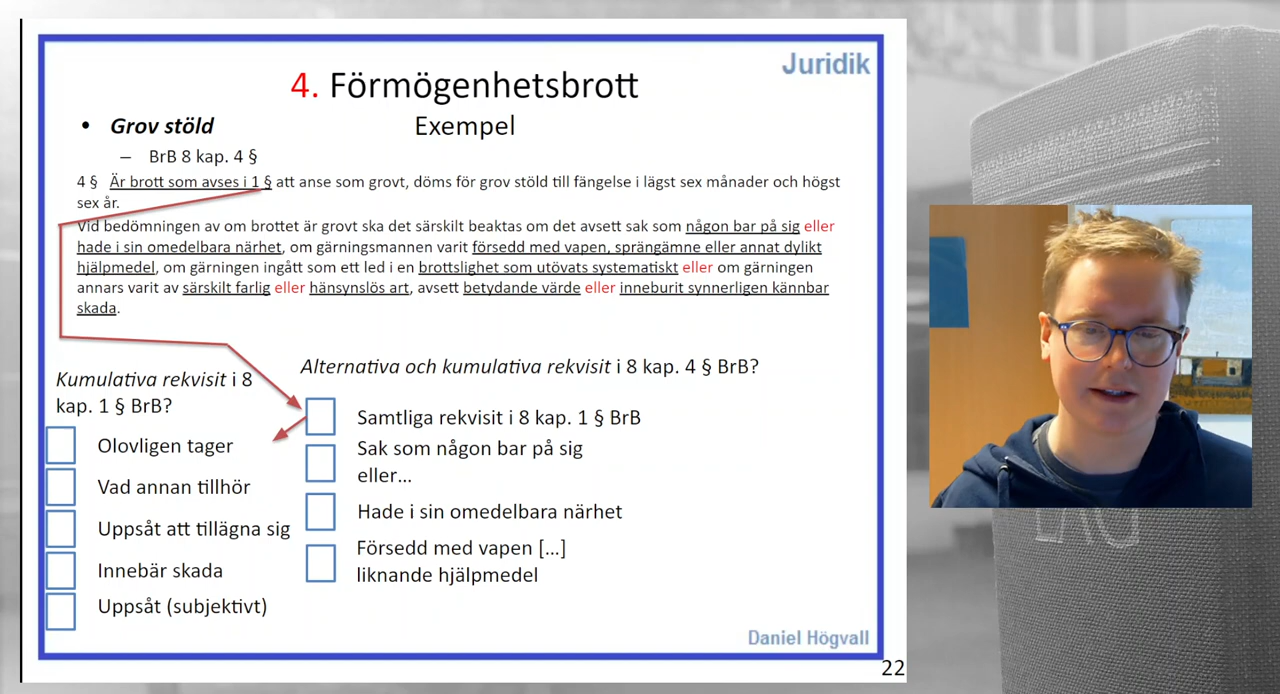 Juridik
4. Förmögenhetsbrott
• Grov stöld
Exempel
– BrB 8 kap. 4 §
4 § Är brott som avses i 1 § att anse som grovt, döms för grov stöld till fängelse i lägst sex månader och högst
sex år.
Vid bedömningen av om brottet är grovt ska det särskilt beaktas om det avsett sak som någon bar på sig eller
hade i sin omedelbara närhet, om gärningsmannen varit försedd med vapen, sprängämne eller annat dylikt
hjälpmedel, om gärningen ingått som ett led i en brottslighet som utövats systematiskt eller om gärningen
annars varit av särskilt farlig eller hänsynslös art, avsett betydande värde eller inneburit synnerligen kännbar
skada.
Kumulativa rekvisit i 8
kap. 1 § BrB?
Olovligen tager
Vad annan tillhör
Uppsåt att tillägna sig
Innebär skada
Uppsåt (subjektivt)
Alternativa och kumulativa rekvisit i 8 kap. 4 § BrB?
Samtliga rekvisit i 8 kap. 1 § BrB
Sak som någon bar på sig
eller...
Hade i sin omedelbara närhet
Försedd med vapen [...]
liknande hjälpmedel
Daniel Högvall
22